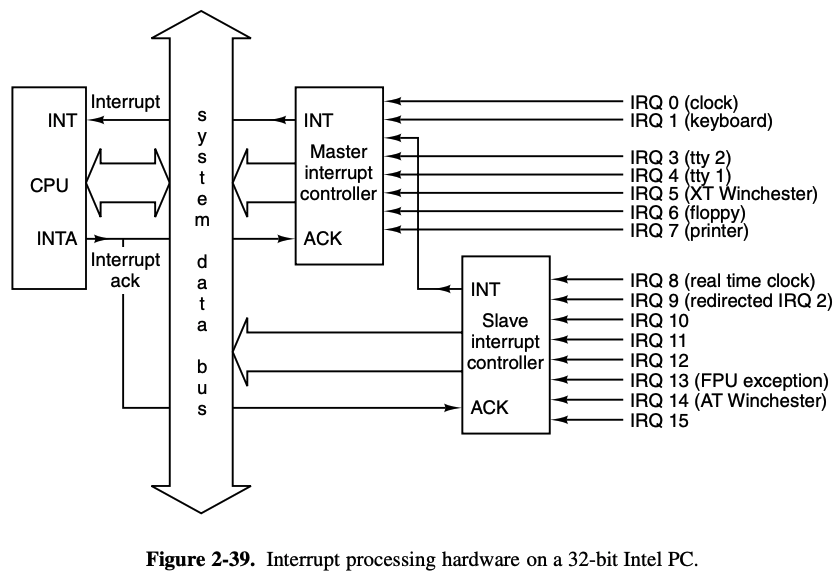 Interrupt
INT
CPU
INTA
Interrupt
ack
system data bus
INT
Master
interrupt
controller
ACK
IRQ 0 (clock)
IRQ 1 (keyboard)
IRQ 3 (tty 2)
IRQ 4 (tty 1)
IRQ 5 (XT Winchester)
IRQ 6 (floppy)
IRQ 7 (printer)
INT
Slave
interrupt
controller
ACK
IRQ 8 (real time clock)
IRQ 9 (redirected IRQ 2)
IRQ 10
IRQ 11
IRQ 12
IRQ 13 (FPU exception)
IRQ 14 (AT Winchester)
IRQ 15
Figure 2-39. Interrupt processing hardware on a 32-bit Intel PC.